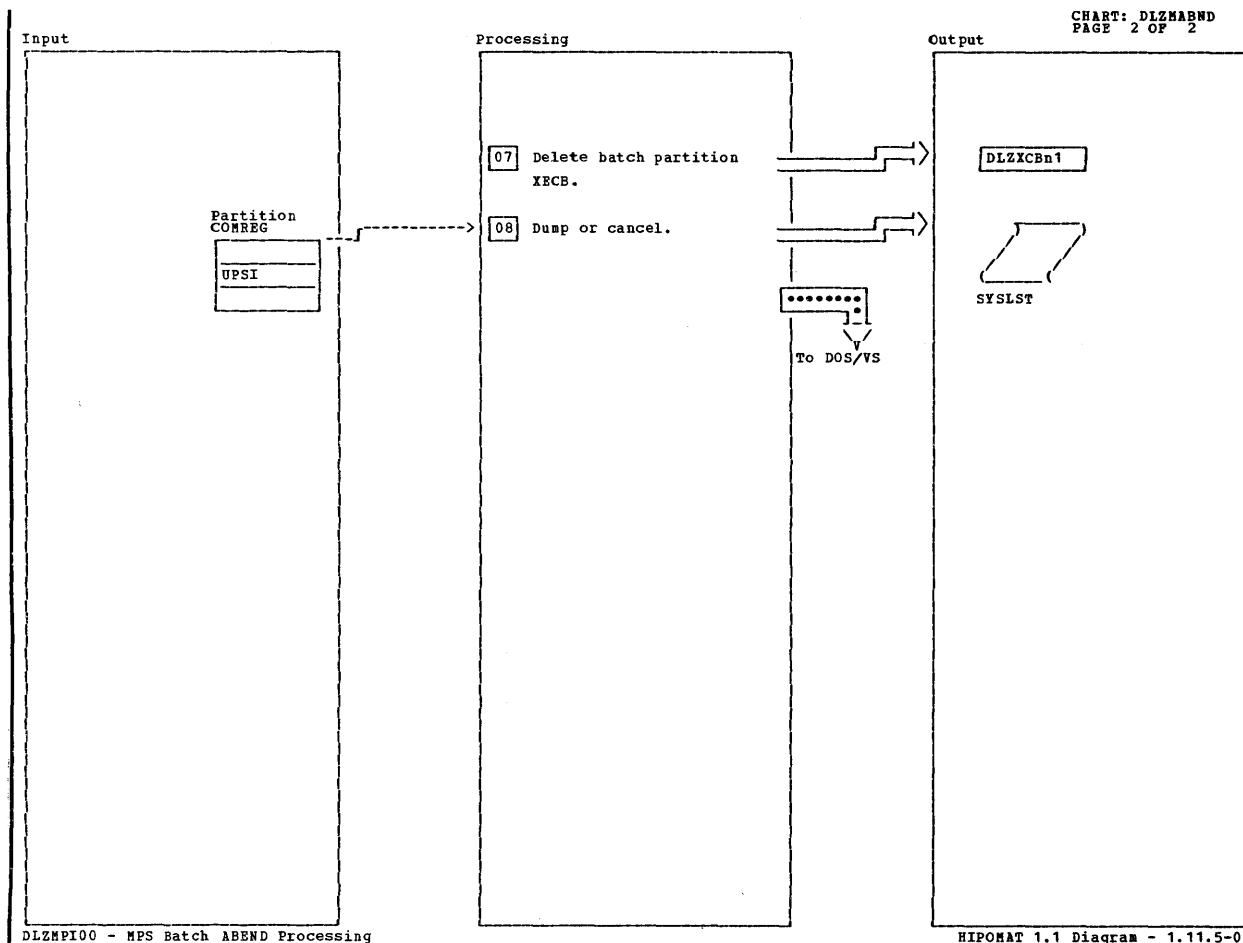 CHART: DLZMABND
PAGE 2 OF 2
Input
Processing
Output
07 Delete batch partition
XECB.
DLZXCBn1
Partition
COMREG
UPSI
08 Dump or cancel.
SYSLST
To DOS/VS
DLZMPI00 - MPS Batch ABEND Processing
HIPOMAT 1.1 Diagram - 1.11.5-0